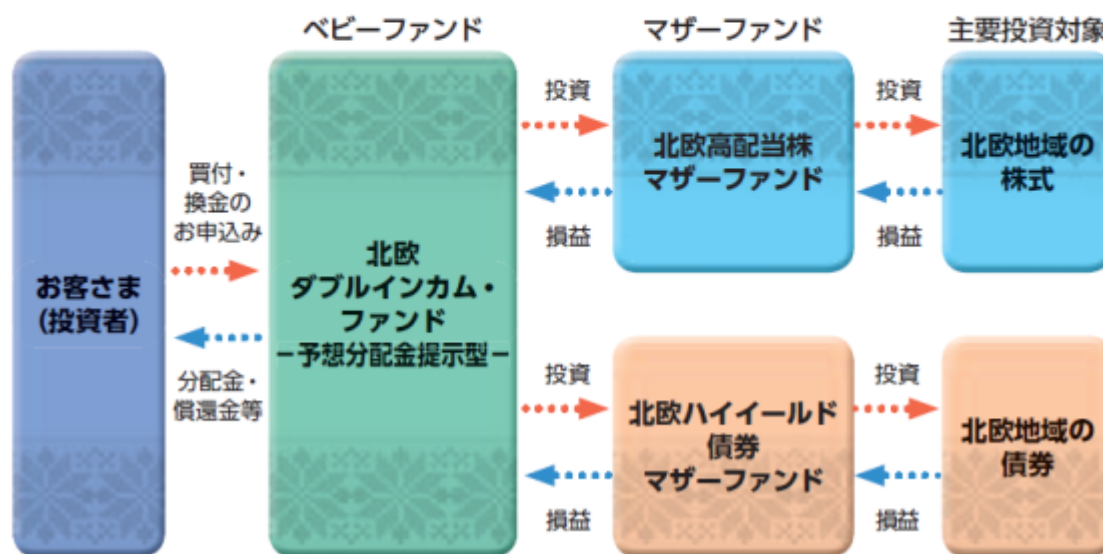 ベビーファンド
マザーファンド
主要投資対象
お客さま
(投資者)
買付・
換金の
お申込み
分配金・
償還金等
北欧
ダブルインカム・
ファンド
－予想分配金提示型－
投資
損益
北欧高配当株
マザーファンド
投資
損益
北欧地域の
株式
投資
損益
北欧ハイイールド
債券
マザーファンド
投資
損益
北欧地域の
債券